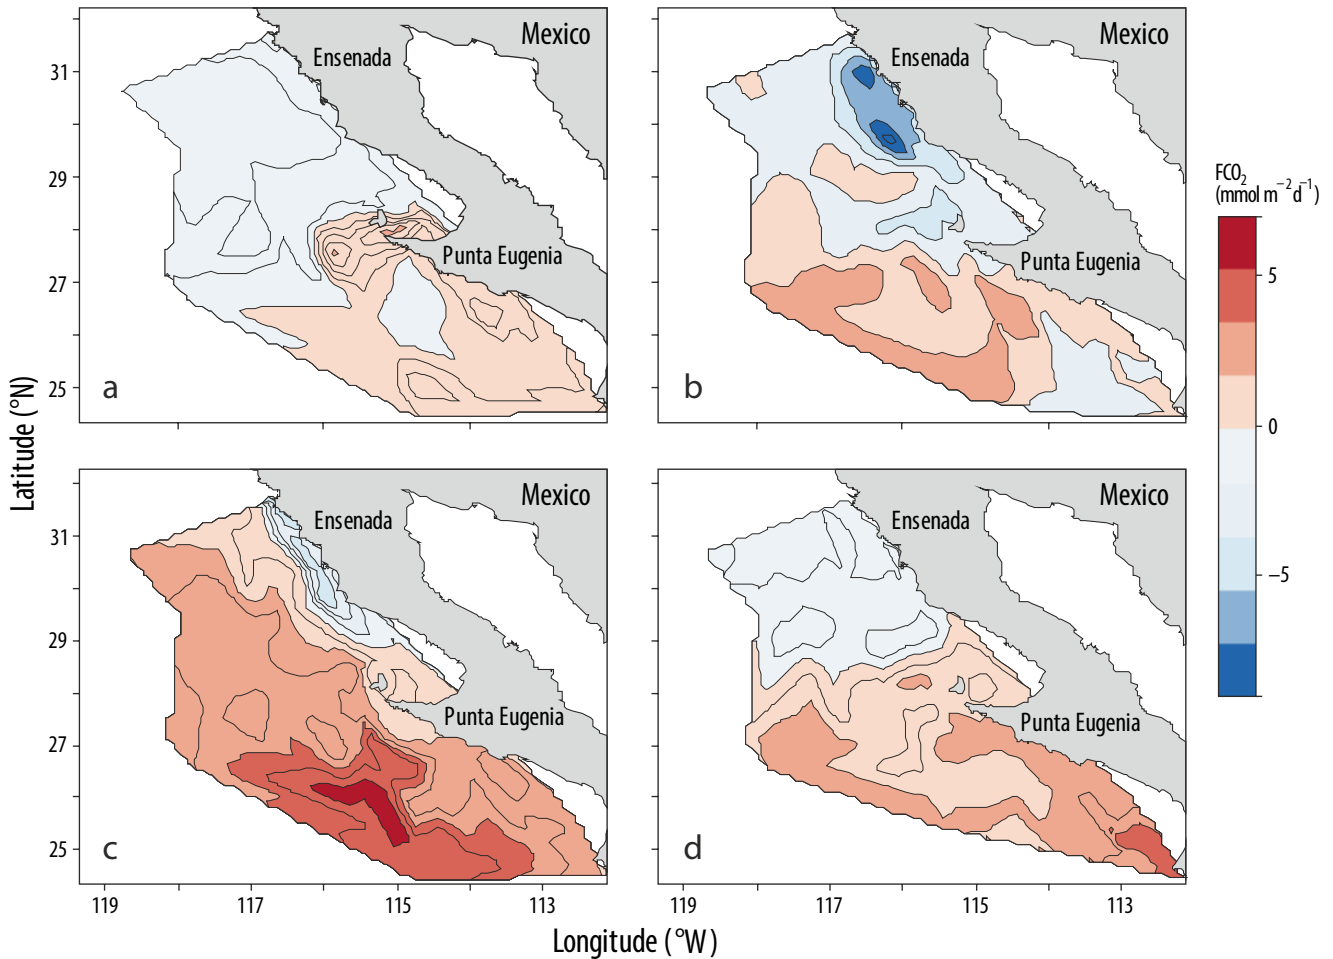 Mexico
Ensenada
Punta Eugenia
a
31
29
27
25
Mexico
Ensenada
Punta Eugenia
b
FCO₂
(mmol m⁻² d⁻¹)
5
0
−5
Latitude (°N)
Mexico
Ensenada
Punta Eugenia
c
31
29
27
25
119
117
115
113
Mexico
Ensenada
Punta Eugenia
d
119
117
115
113
Longitude (°W)